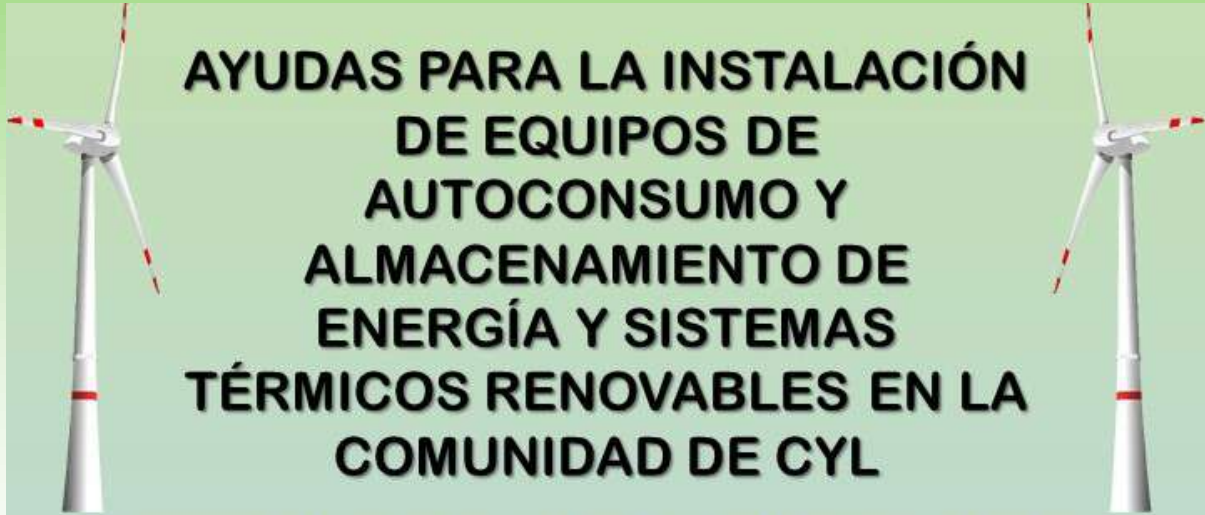 AYUDAS PARA LA INSTALACIÓN
DE EQUIPOS DE
AUTOCONSUMO Y
ALMACENAMIENTO DE
ENERGÍA Y SISTEMAS
TÉRMICOS RENOVABLES EN LA
COMUNIDAD DE CYL